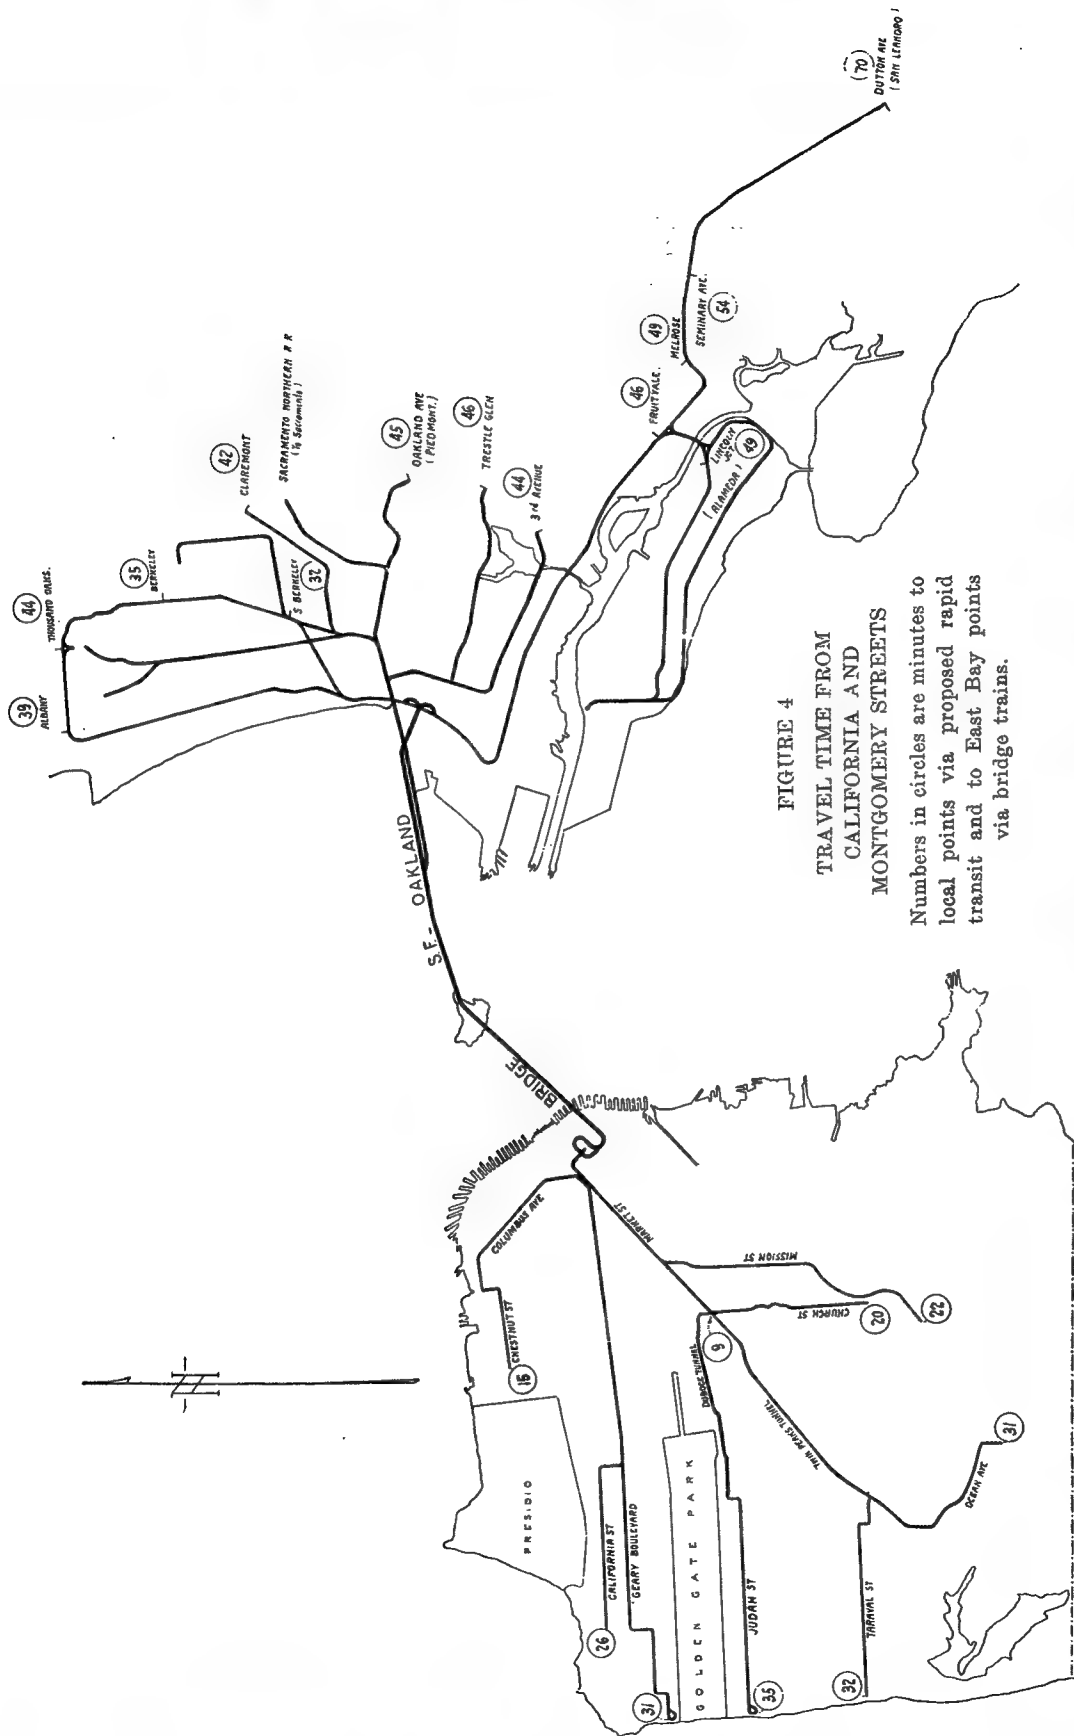 39
ALBANY
44
THOUSAND OAKS.
35
BERKELEY
S BERKELEY
32
42
CLAREMONT
SACRAMENTO NORTHERN R R
(To Sacramento)
45
OAKLAND AVE
(PIEDMONT.)
46
TRESTLE GLEN
44
3rd AVENUE
46
FRUITVALE.
49
MELROSE
SEMINARY AVE.
54
(70)
DUTTON AVE
(SAN LEANDRO)
LINCOLN
JCT
49
(ALAMEDA)
S.F. - OAKLAND
BRIDGE
COLUMBUS AVE
CHESTNUT ST
15
MARKET ST
MISSION ST
22
CHURCH ST
20
9
DUBOCE TUNNEL
TWIN PEAKS TUNNEL
OCEAN AVE
31
PRESIDIO
CALIFORNIA ST
26
GEARY BOULEVARD
31
GOLDEN GATE PARK
JUDAH ST
35
TARAVAL ST
32
FIGURE 4
TRAVEL TIME FROM
CALIFORNIA AND
MONTGOMERY STREETS
Numbers in circles are minutes to
local points via proposed rapid
transit and to East Bay points
via bridge trains.